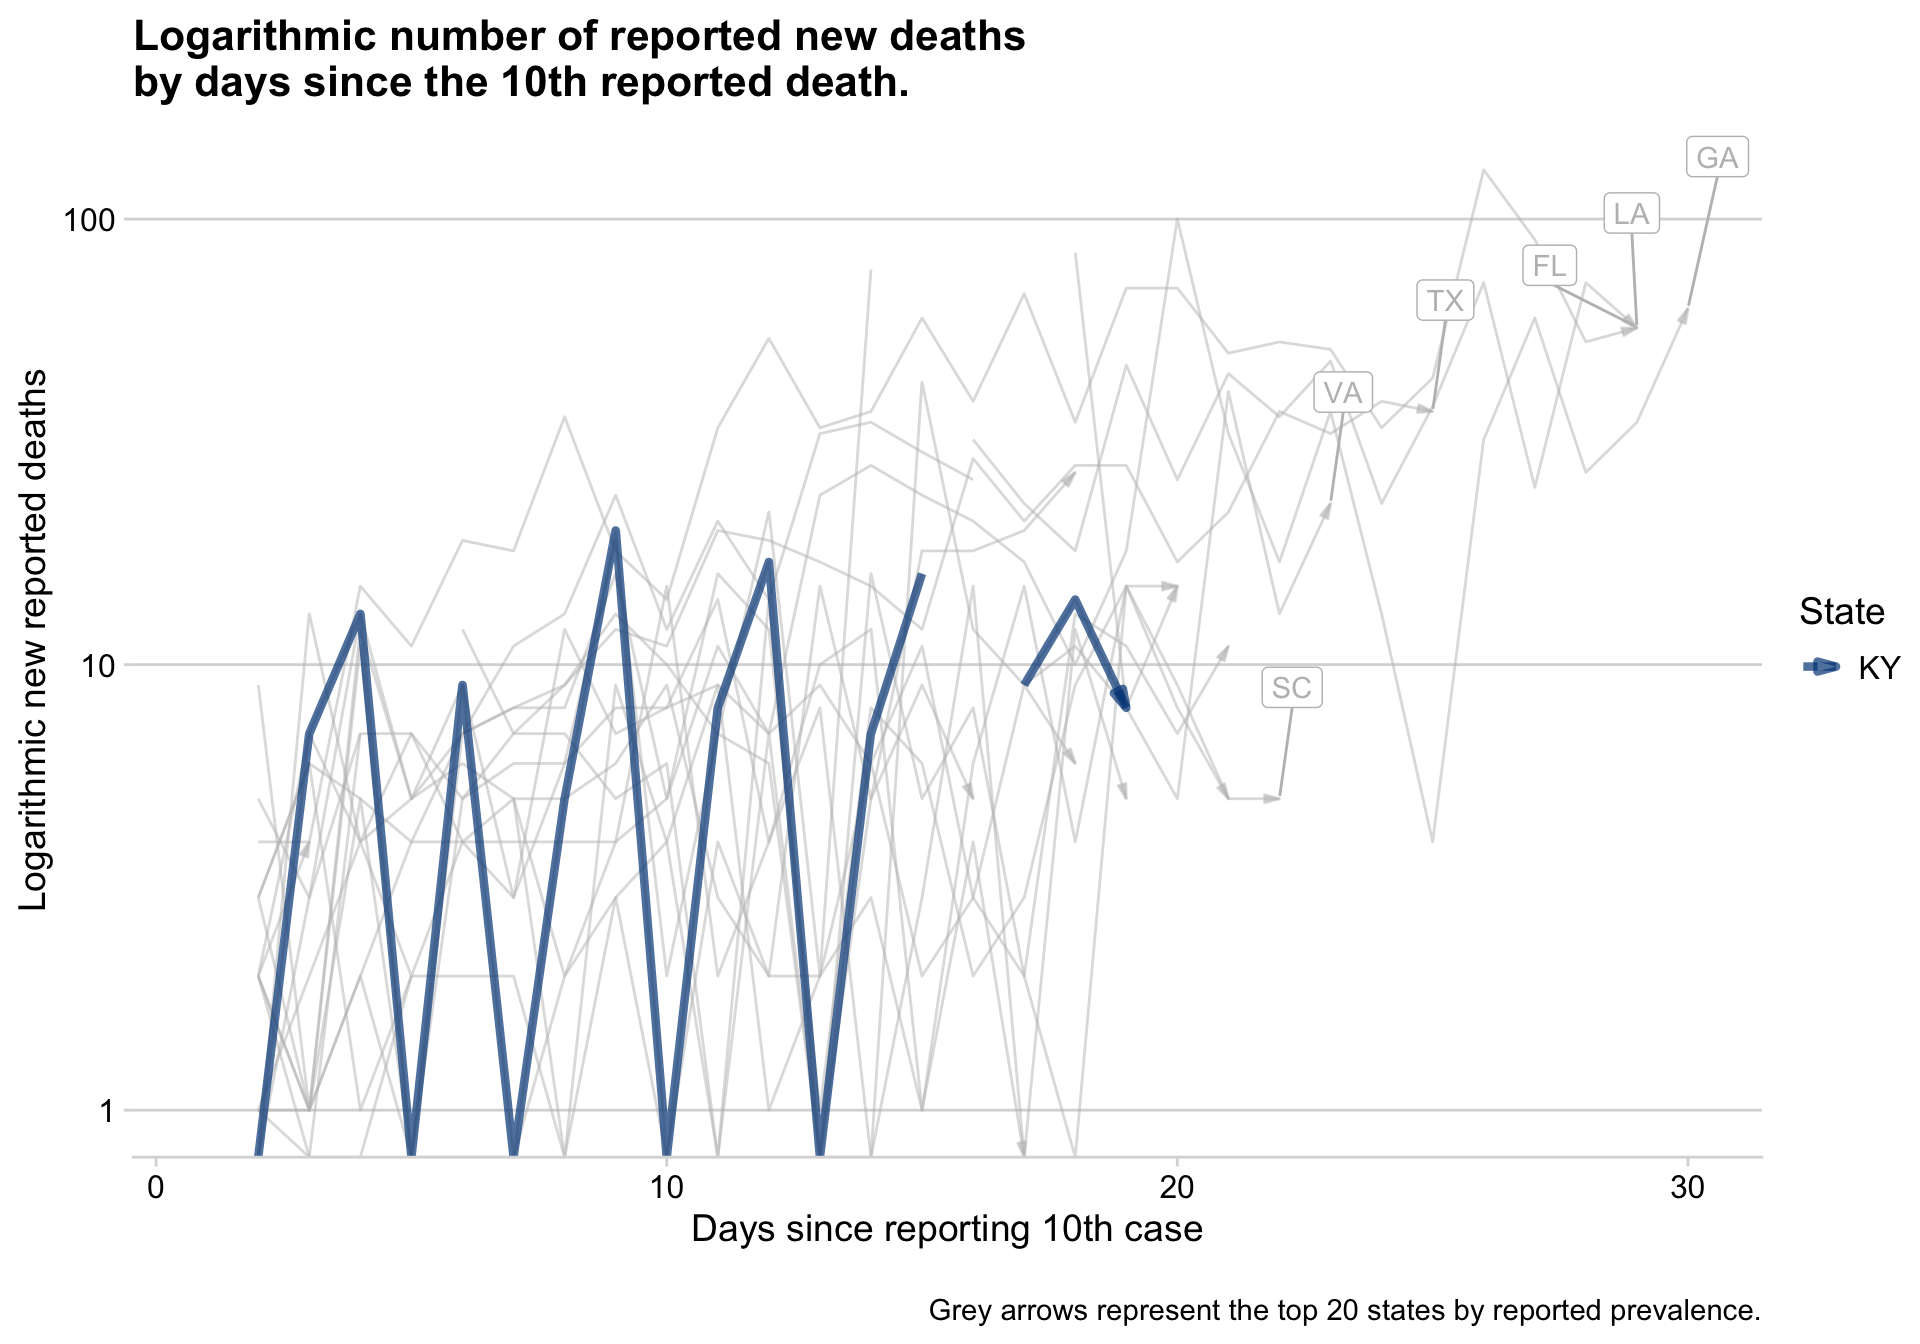 Logarithmic number of reported new deaths
by days since the 10th reported death.
GA
LA
100
FL
TX
VA
Logarithmic new reported deaths
State
10
KY
SC
1
0 10 20 30
Days since reporting 10th case
Grey arrows represent the top 20 states by reported prevalence.